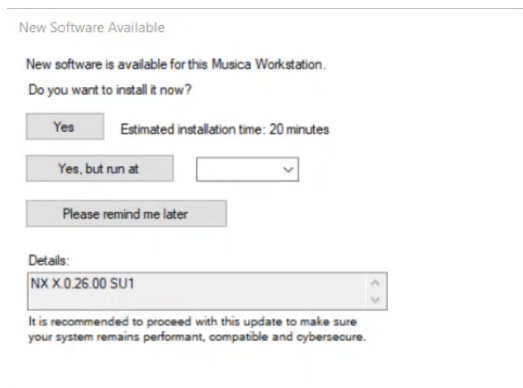 New Software Available
New software is available for this Musica Workstation.
Do you want to install it now?
Yes Estimated installation time: 20 minutes
Yes, but run at
Please remind me later
Details:
NX X.0.26.00 SU1
It is recommended to proceed with this update to make sure
your system remains performant, compatible and cybersecure.